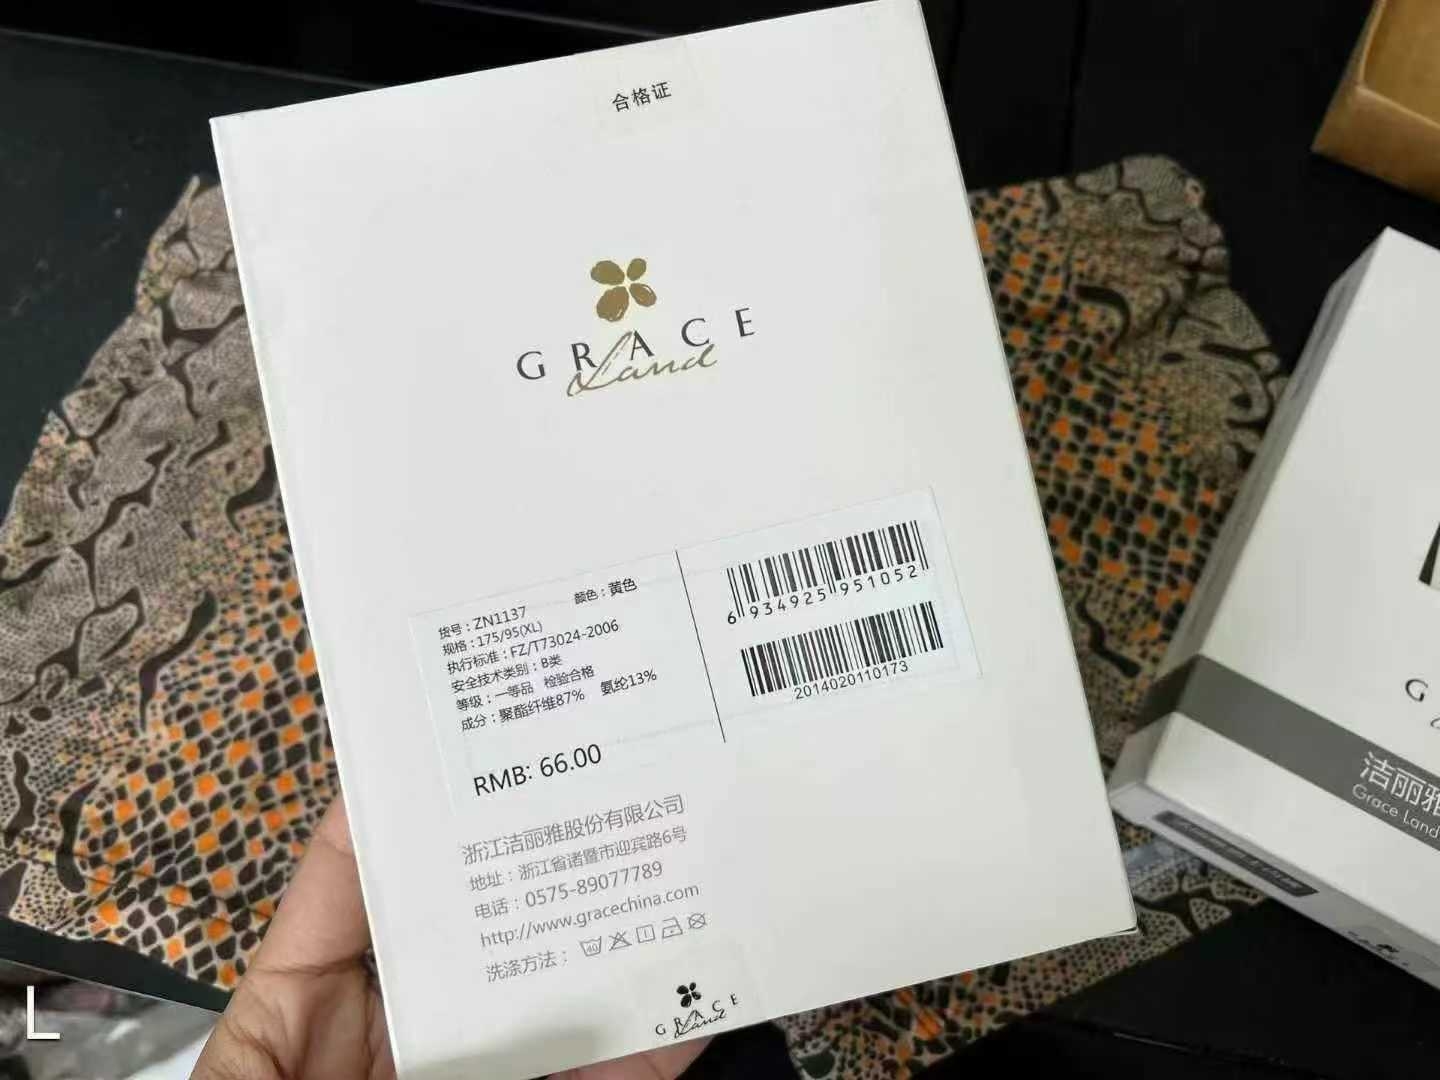 合格证
GRACE
Land
货号：ZN1137 颜色：黄色
规格：175/95(XL)
执行标准：FZ/T73024-2006
安全技术类别：B类
等级：一等品 检验合格
成分：聚酯纤维87% 氨纶13%
RMB: 66.00
6 934925 951052
2014020110173
浙江洁丽雅股份有限公司
地址：浙江省诸暨市迎宾路6号
电话：0575-89077789
http://www.gracechina.com
洗涤方法：
40
GRACE
Land
G
洁丽雅
Grace Land
L